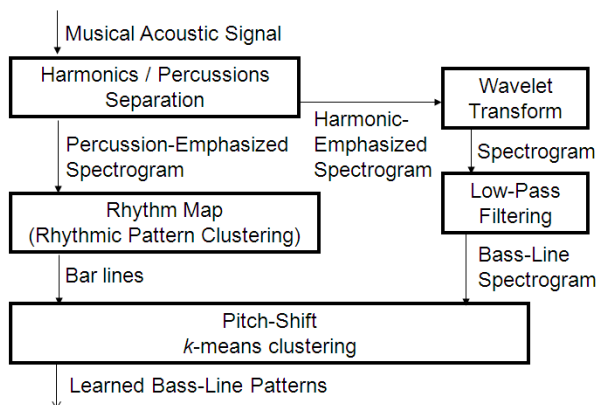 Musical Acoustic Signal
Harmonics / Percussions
Separation
Wavelet
Transform
Percussion-Emphasized
Spectrogram
Harmonic-
Emphasized
Spectrogram
Spectrogram
Rhythm Map
(Rhythmic Pattern Clustering)
Low-Pass
Filtering
Bar lines
Bass-Line
Spectrogram
Pitch-Shift
k-means clustering
Learned Bass-Line Patterns